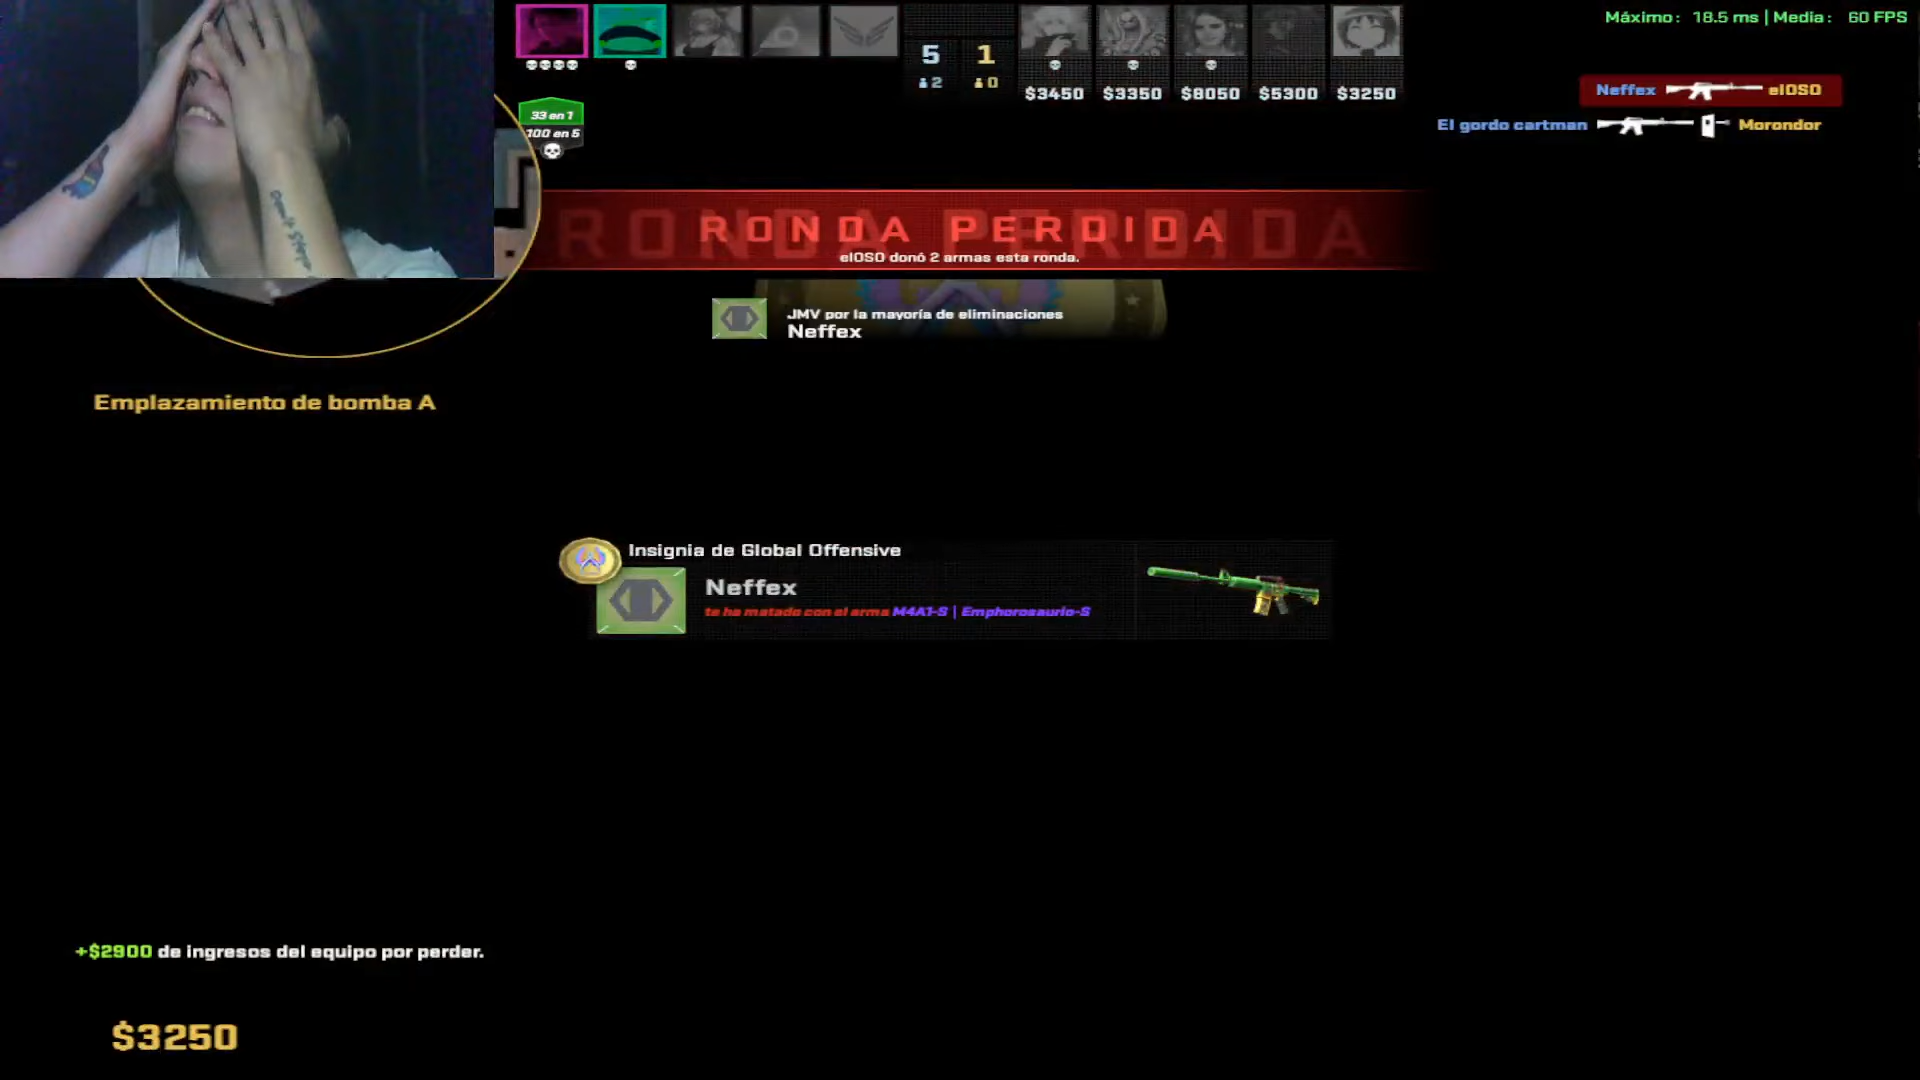 Máximo: 18.5 ms | Media: 60 FPS
5 1
2 0
$3450 $3350 $8050 $5300 $3250
Neffex elOSO
El gordo cartman Morondor
33 en 1
100 en 5
RONDA PERDIDA
elOSO donó 2 armas esta ronda.
JMV por la mayoría de eliminaciones
Neffex
Emplazamiento de bomba A
Insignia de Global Offensive
Neffex
te ha matado con el arma M4A1-S | Emphorosaurio-S
+$2900 de ingresos del equipo por perder.
$3250